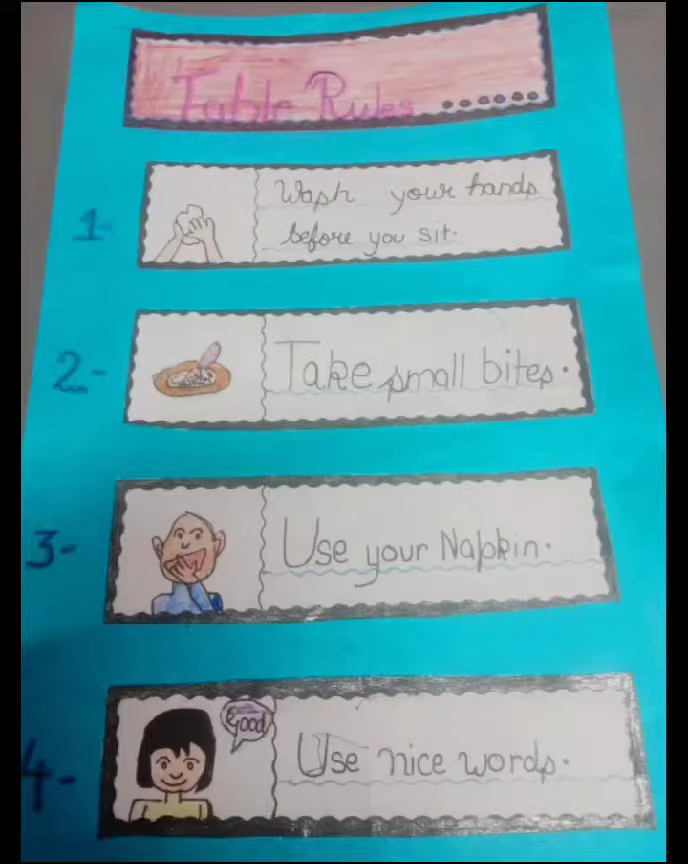 Table Rules ......
1- Wash your hands
before you sit.
2- Take small bites.
3- Use your Napkin.
Good
4- Use nice words.